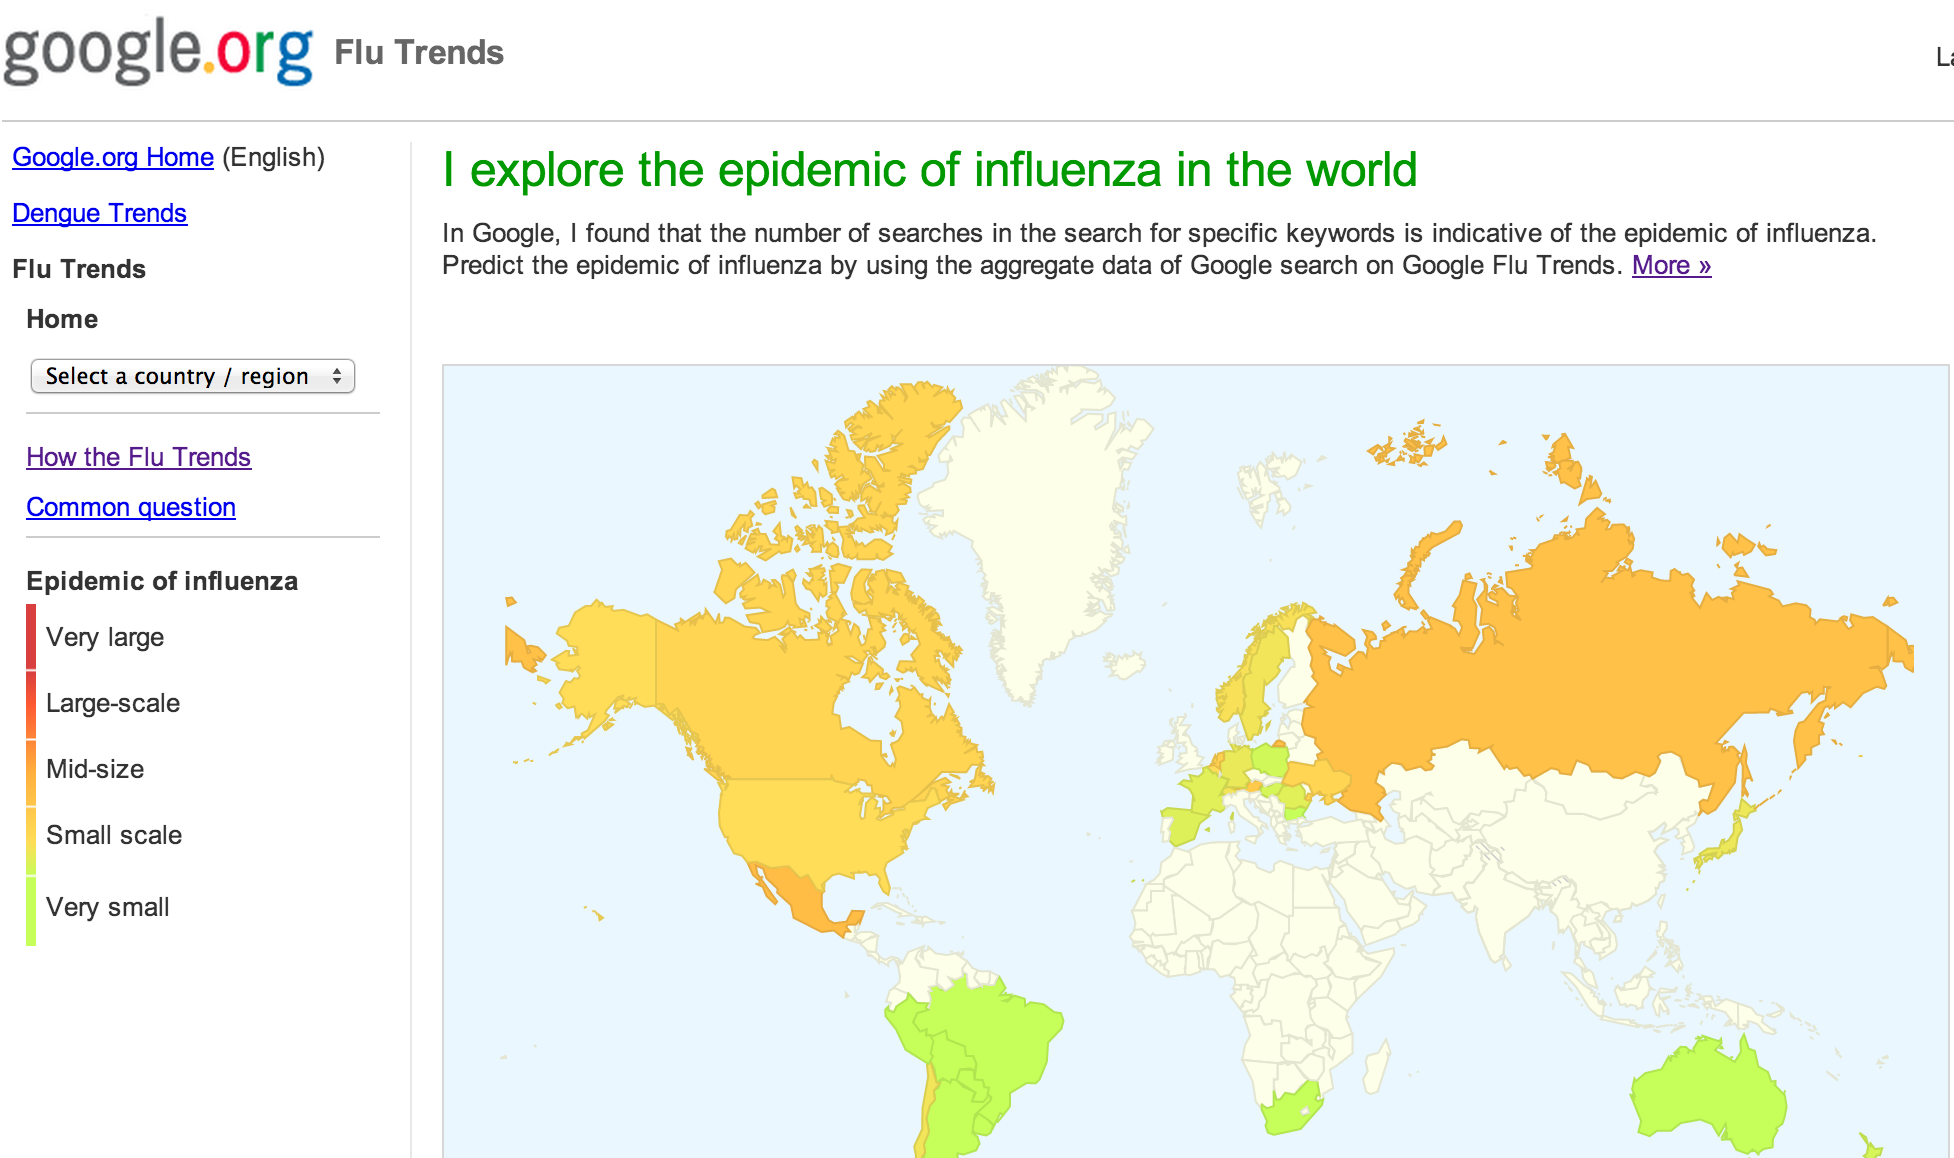 google.org Flu Trends
Google.org Home (English)
Dengue Trends
Flu Trends
Home
Select a country / region
How the Flu Trends
Common question
Epidemic of influenza
Very large
Large-scale
Mid-size
Small scale
Very small
I explore the epidemic of influenza in the world
In Google, I found that the number of searches in the search for specific keywords is indicative of the epidemic of influenza.
Predict the epidemic of influenza by using the aggregate data of Google search on Google Flu Trends. More »